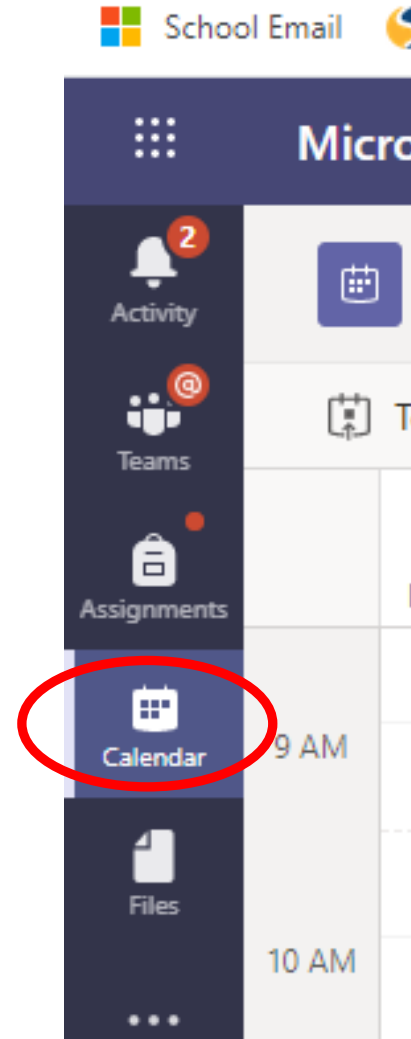 School Email
Micro
2
Activity
@
Teams
Assignments
Calendar
Files
9 AM
10 AM